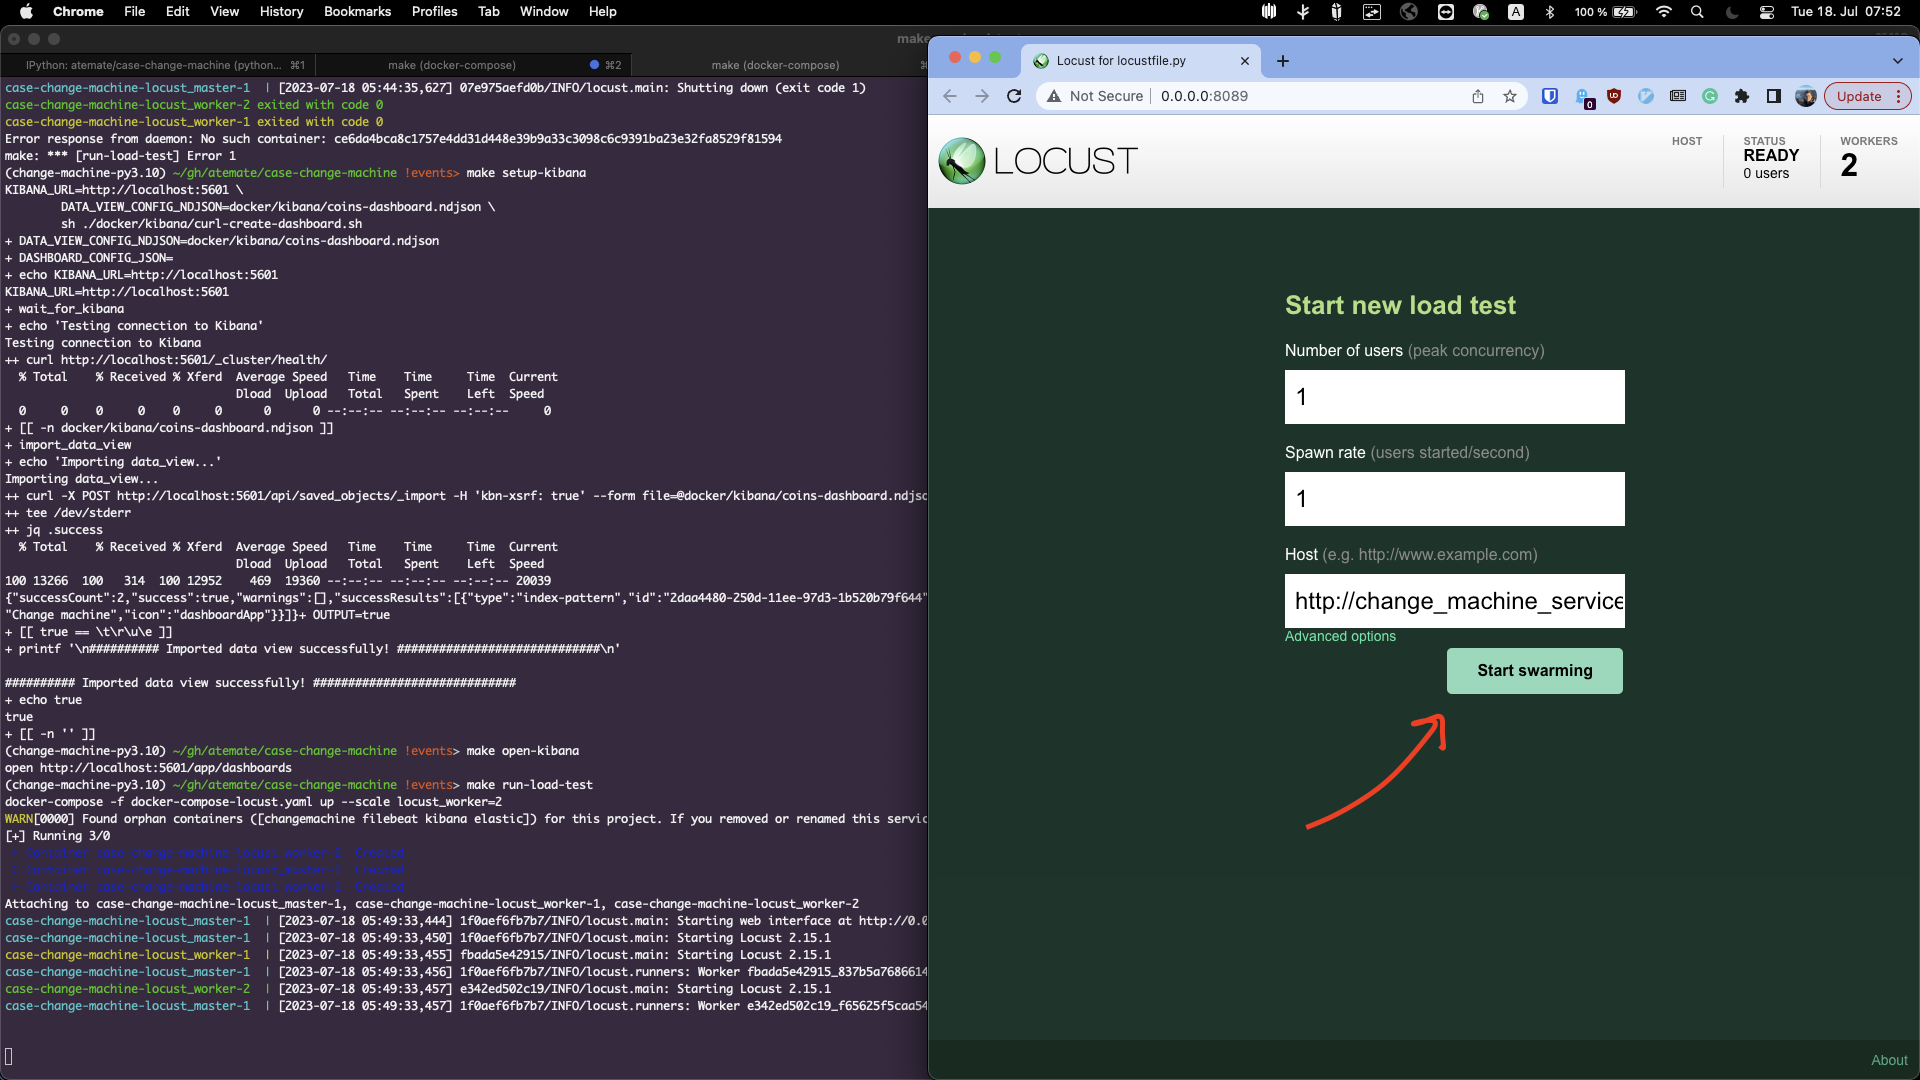 Chrome File Edit View History Bookmarks Profiles Tab Window Help
A 100 % Tue 18. Jul 07:52
make
IPython: atemate/case-change-machine (python... ⌘1
make (docker-compose) ⌘2
make (docker-compose)
case-change-machine-locust_master-1 | [2023-07-18 05:44:35,627] 07e975aefd0b/INFO/locust.main: Shutting down (exit code 1)
case-change-machine-locust_worker-2 exited with code 0
case-change-machine-locust_worker-1 exited with code 0
Error response from daemon: No such container: ce6da4bca8c1757e4dd31d448e39b9a33c3098c6c9391ba23e32fa8529f81594
make: *** [run-load-test] Error 1
(change-machine-py3.10) ~/gh/atemate/case-change-machine !events> make setup-kibana
KIBANA_URL=http://localhost:5601 \
DATA_VIEW_CONFIG_NDJSON=docker/kibana/coins-dashboard.ndjson \
sh ./docker/kibana/curl-create-dashboard.sh
+ DATA_VIEW_CONFIG_NDJSON=docker/kibana/coins-dashboard.ndjson
+ DASHBOARD_CONFIG_JSON=
+ echo KIBANA_URL=http://localhost:5601
KIBANA_URL=http://localhost:5601
+ wait_for_kibana
+ echo 'Testing connection to Kibana'
Testing connection to Kibana
++ curl http://localhost:5601/_cluster/health/
% Total % Received % Xferd Average Speed Time Time Time Current
Dload Upload Total Spent Left Speed
0 0 0 0 0 0 0 0 --:--:-- --:--:-- --:--:-- 0
+ [[ -n docker/kibana/coins-dashboard.ndjson ]]
+ import_data_view
+ echo 'Importing data_view...'
Importing data_view...
++ curl -X POST http://localhost:5601/api/saved_objects/_import -H 'kbn-xsrf: true' --form file=@docker/kibana/coins-dashboard.ndjso
++ tee /dev/stderr
++ jq .success
% Total % Received % Xferd Average Speed Time Time Time Current
Dload Upload Total Spent Left Speed
100 13266 100 314 100 12952 469 19360 --:--:-- --:--:-- --:--:-- 20039
{"successCount":2,"success":true,"warnings":[],"successResults":[{"type":"index-pattern","id":"2daa4480-250d-11ee-97d3-1b520b79f644"
"Change machine","icon":"dashboardApp"}}]}+ OUTPUT=true
+ [[ true == \t\r\u\e ]]
+ printf '\n########## Imported data view successfully! #############################\n'
########## Imported data view successfully! #############################
+ echo true
true
+ [[ -n '' ]]
(change-machine-py3.10) ~/gh/atemate/case-change-machine !events> make open-kibana
open http://localhost:5601/app/dashboards
(change-machine-py3.10) ~/gh/atemate/case-change-machine !events> make run-load-test
docker-compose -f docker-compose-locust.yaml up --scale locust_worker=2
WARN[0000] Found orphan containers ([changemachine filebeat kibana elastic]) for this project. If you removed or renamed this servic
[+] Running 3/0
Container case-change-machine-locust_worker-2 Created
Container case-change-machine-locust_master-1 Created
Container case-change-machine-locust_worker-1 Created
Attaching to case-change-machine-locust_master-1, case-change-machine-locust_worker-1, case-change-machine-locust_worker-2
case-change-machine-locust_master-1 | [2023-07-18 05:49:33,444] 1f0aef6fb7b7/INFO/locust.main: Starting web interface at http://0.0
case-change-machine-locust_master-1 | [2023-07-18 05:49:33,450] 1f0aef6fb7b7/INFO/locust.main: Starting Locust 2.15.1
case-change-machine-locust_worker-1 | [2023-07-18 05:49:33,455] fbada5e42915/INFO/locust.main: Starting Locust 2.15.1
case-change-machine-locust_master-1 | [2023-07-18 05:49:33,456] 1f0aef6fb7b7/INFO/locust.runners: Worker fbada5e42915_837b5a7686614
case-change-machine-locust_worker-2 | [2023-07-18 05:49:33,457] e342ed502c19/INFO/locust.main: Starting Locust 2.15.1
case-change-machine-locust_master-1 | [2023-07-18 05:49:33,457] 1f0aef6fb7b7/INFO/locust.runners: Worker e342ed502c19_f65625f5caa54
Locust for locustfile.py
Not Secure 0.0.0.0:8089
0
Update
LOCUST
HOST
STATUS
READY
0 users
WORKERS
2
Start new load test
Number of users (peak concurrency)
1
Spawn rate (users started/second)
1
Host (e.g. http://www.example.com)
http://change_machine_service
Advanced options
Start swarming
About